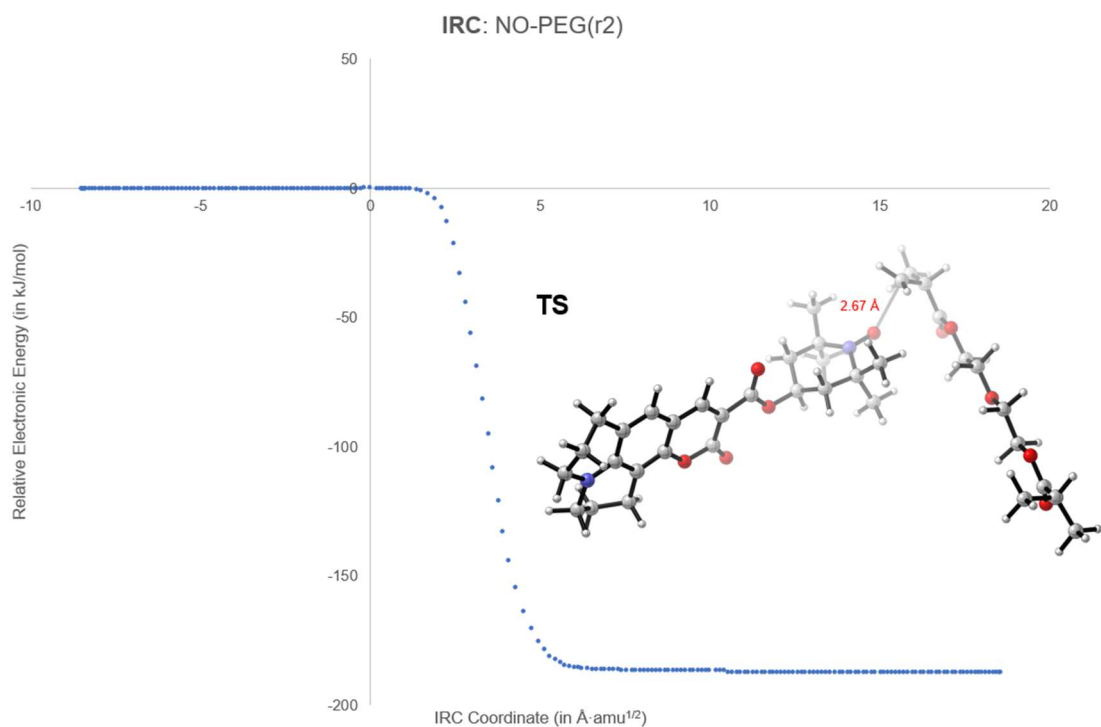 IRC: NO-PEG(r2)
50
0
-10
-5
0
5
10
15
20
Relative Electronic Energy (in kJ/mol)
TS
2.67 Å
-50
-100
-150
-200
IRC Coordinate (in Å·amu1/2)